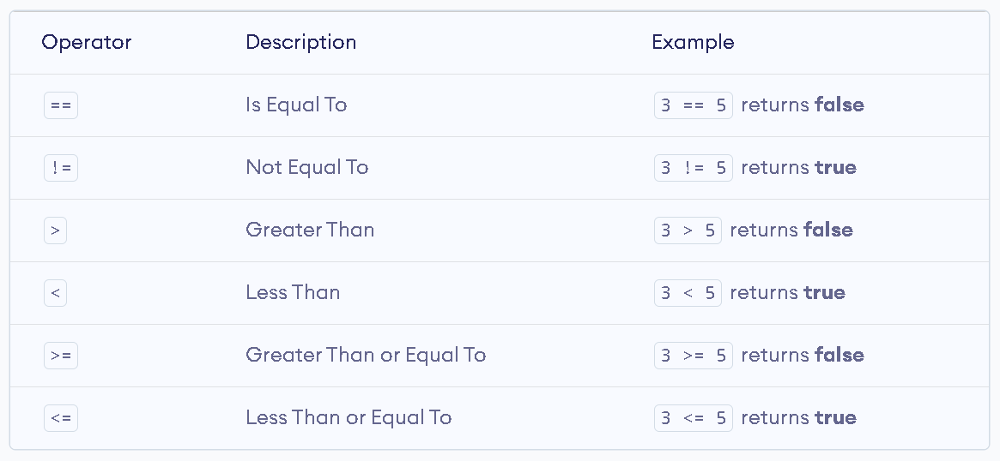 Operator Description Example
== Is Equal To 3 == 5 returns false
!= Not Equal To 3 != 5 returns true
> Greater Than 3 > 5 returns false
< Less Than 3 < 5 returns true
>= Greater Than or Equal To 3 >= 5 returns false
<= Less Than or Equal To 3 <= 5 returns true